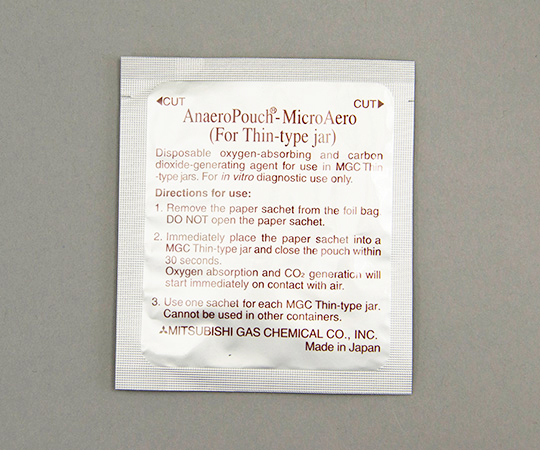 ◀CUT CUT▶
AnaeroPouch®-MicroAero
(For Thin-type jar)
Disposable oxygen-absorbing and carbon
dioxide-generating agent for use in MGC Thin
-type jars. For in vitro diagnostic use only.
Directions for use:
1. Remove the paper sachet from the foil bag
DO NOT open the paper sachet.
2. Immediately place the paper sachet into a
MGC Thin-type jar and close the pouch within
30 seconds.
Oxygen absorption and CO₂ generation will
start immediately on contact with air.
3. Use one sachet for each MGC Thin-type jar.
Cannot be used in other containers.
MITSUBISHI GAS CHEMICAL CO., INC.
Made in Japan